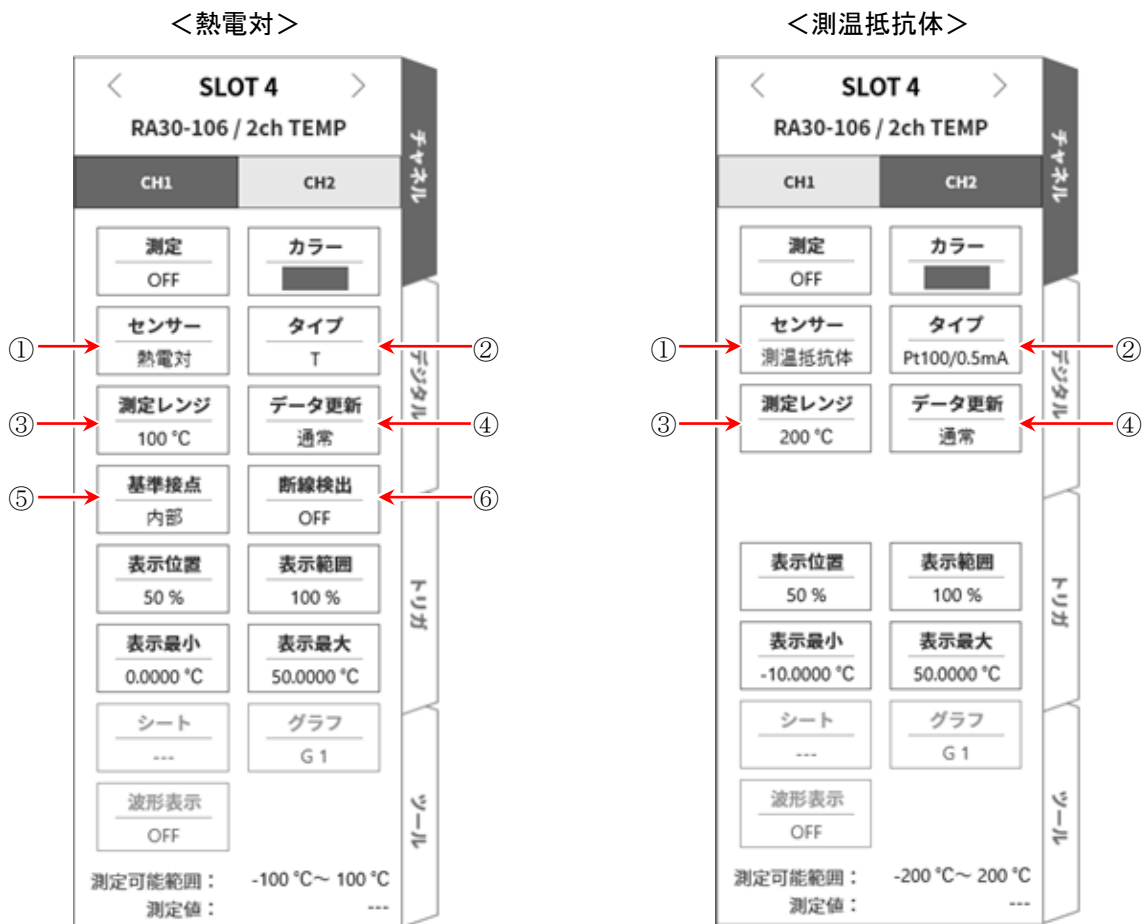 ＜熱電対＞
SLOT 4
RA30-106 / 2ch TEMP
CH1 CH2
測定 カラー
OFF
センサー タイプ
① 熱電対 T ②
測定レンジ データ更新
③ 100 °C 通常 ④
基準接点 断線検出
⑤ 内部 OFF ⑥
表示位置 表示範囲
50 % 100 %
表示最小 表示最大
0.0000 °C 50.0000 °C
シート グラフ
--- G 1
波形表示
OFF
測定可能範囲： -100 °C～ 100 °C
測定値： ---
チャネル
デジタル
トリガ
ツール
＜測温抵抗体＞
SLOT 4
RA30-106 / 2ch TEMP
CH1 CH2
測定 カラー
OFF
センサー タイプ
① 測温抵抗体 Pt100/0.5mA ②
測定レンジ データ更新
③ 200 °C 通常 ④
表示位置 表示範囲
50 % 100 %
表示最小 表示最大
-10.0000 °C 50.0000 °C
シート グラフ
--- G 1
波形表示
OFF
測定可能範囲： -200 °C～ 200 °C
測定値： ---
チャネル
デジタル
トリガ
ツール